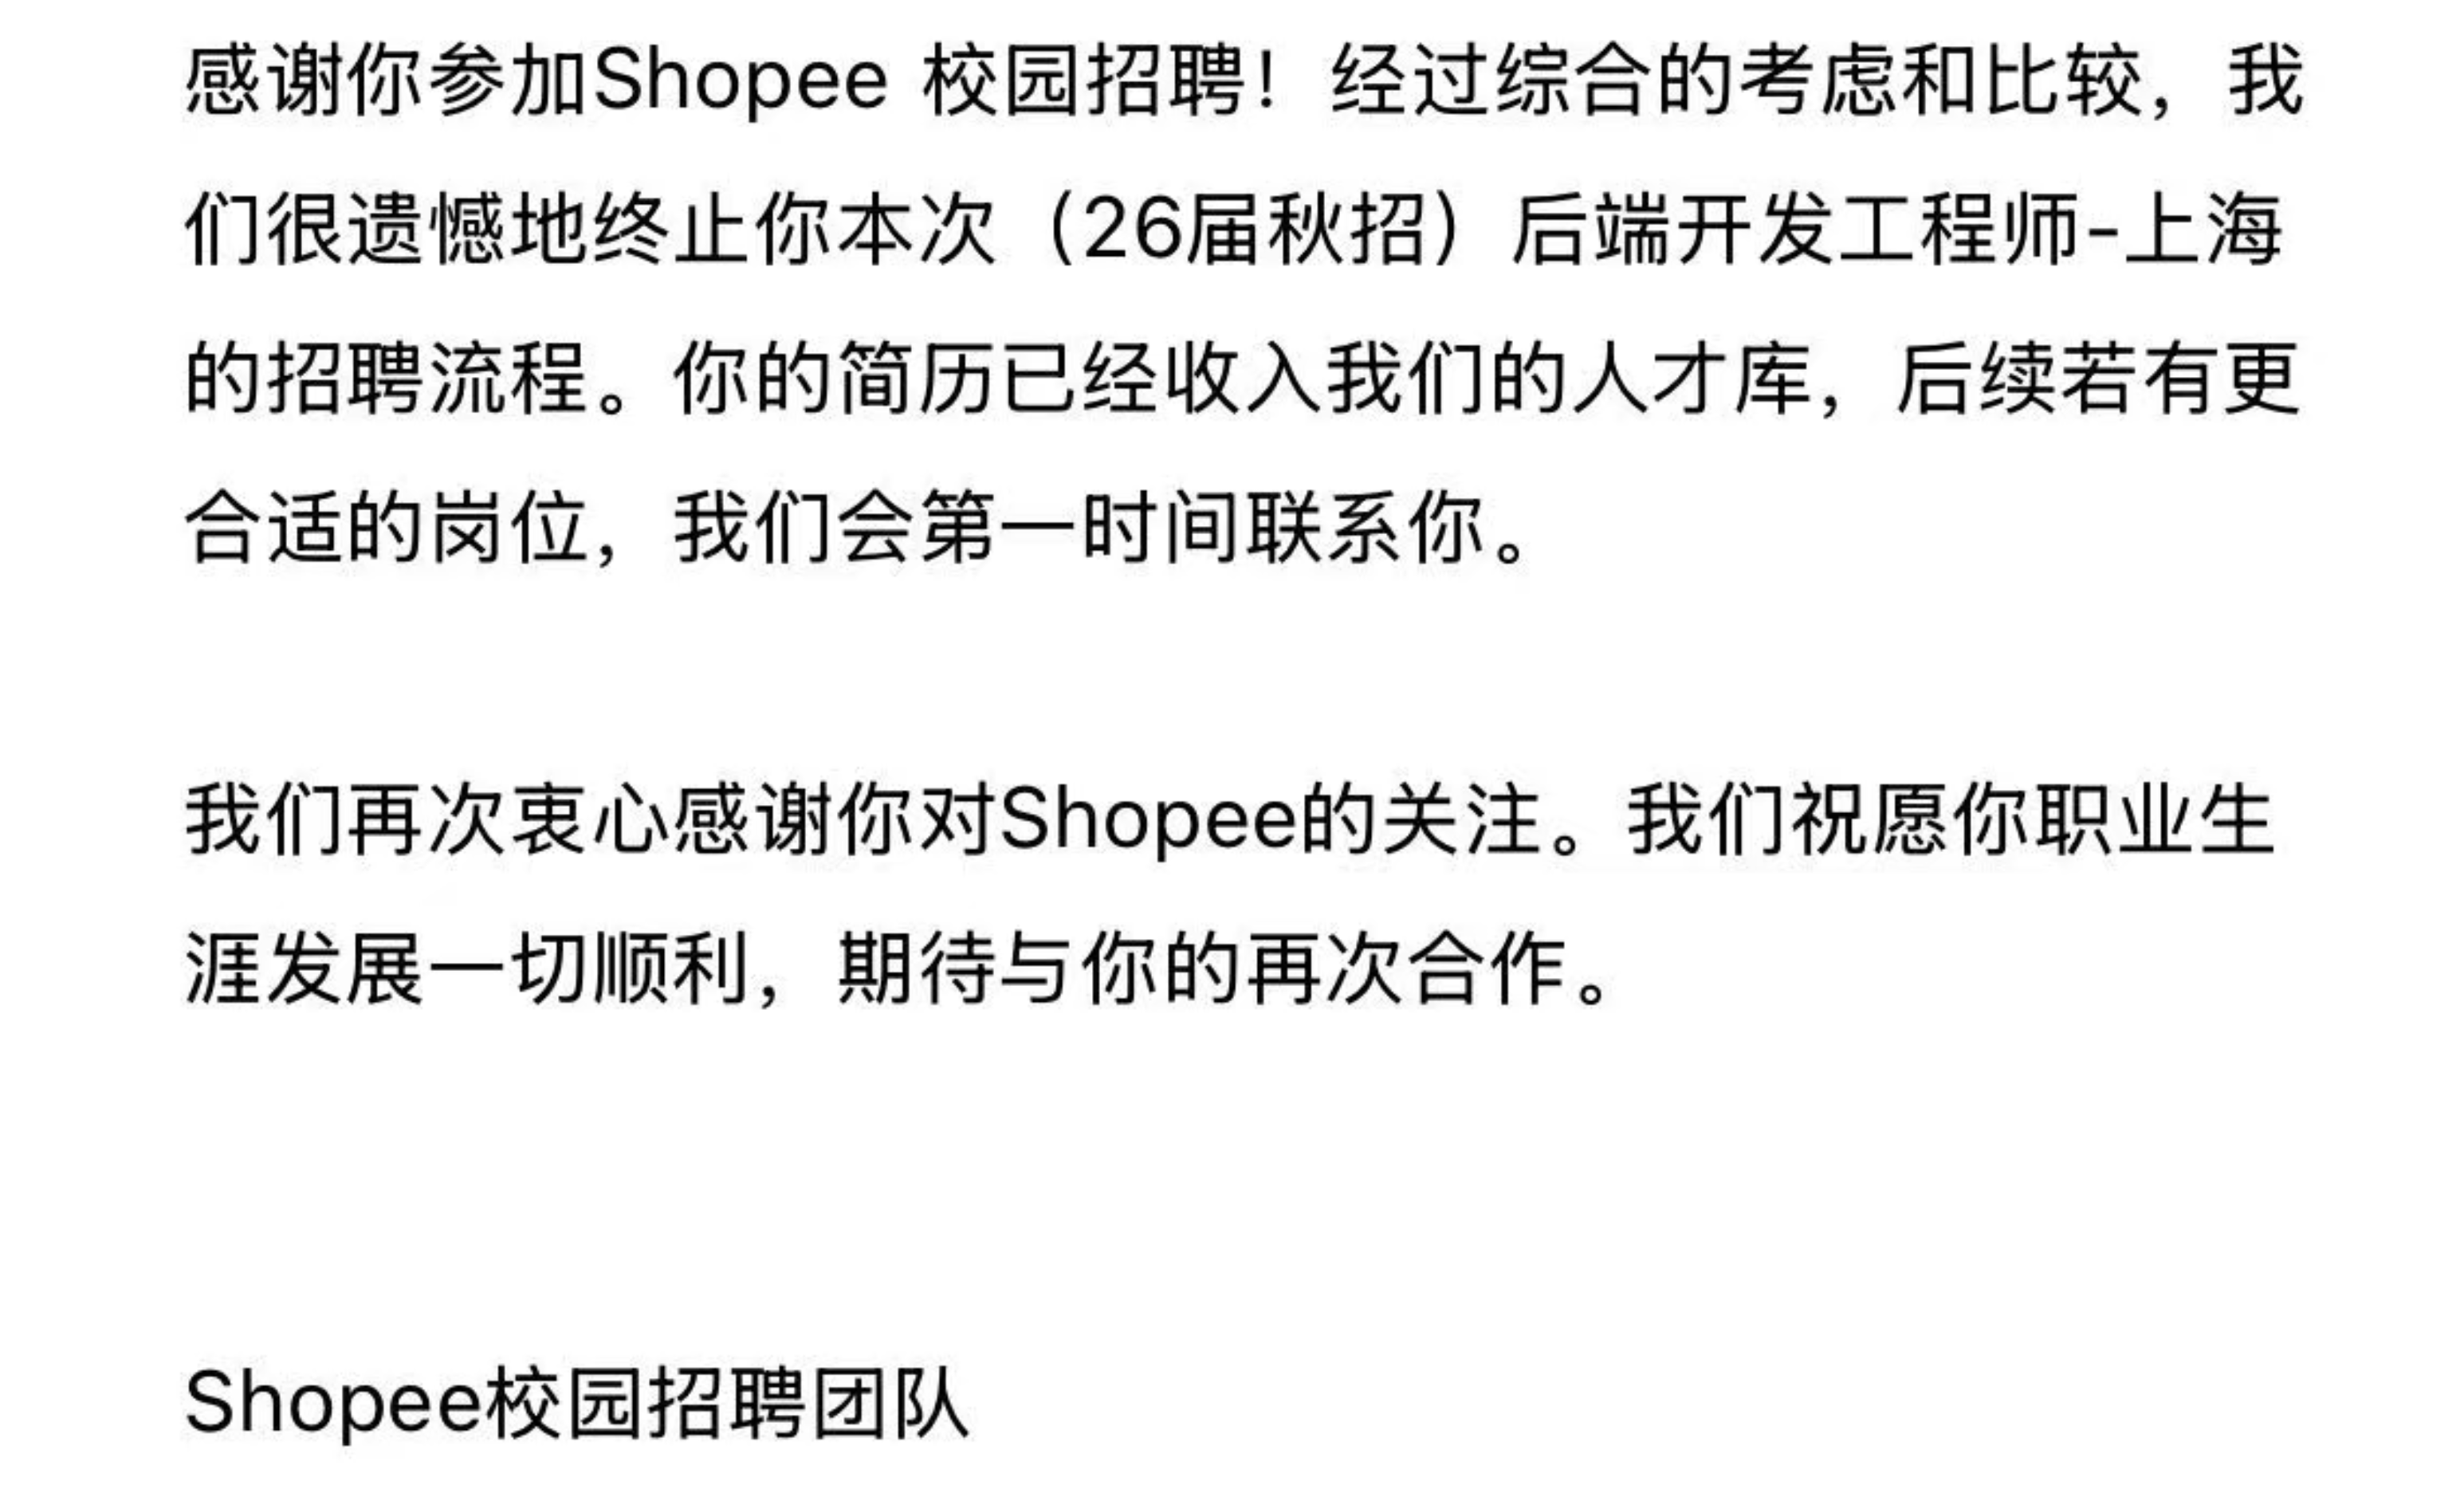 感谢你参加Shopee 校园招聘！经过综合的考虑和比较，我
们很遗憾地终止你本次（26届秋招）后端开发工程师-上海
的招聘流程。你的简历已经收入我们的人才库，后续若有更
合适的岗位，我们会第一时间联系你。
我们再次衷心感谢你对Shopee的关注。我们祝愿你职业生
涯发展一切顺利，期待与你的再次合作。
Shopee校园招聘团队